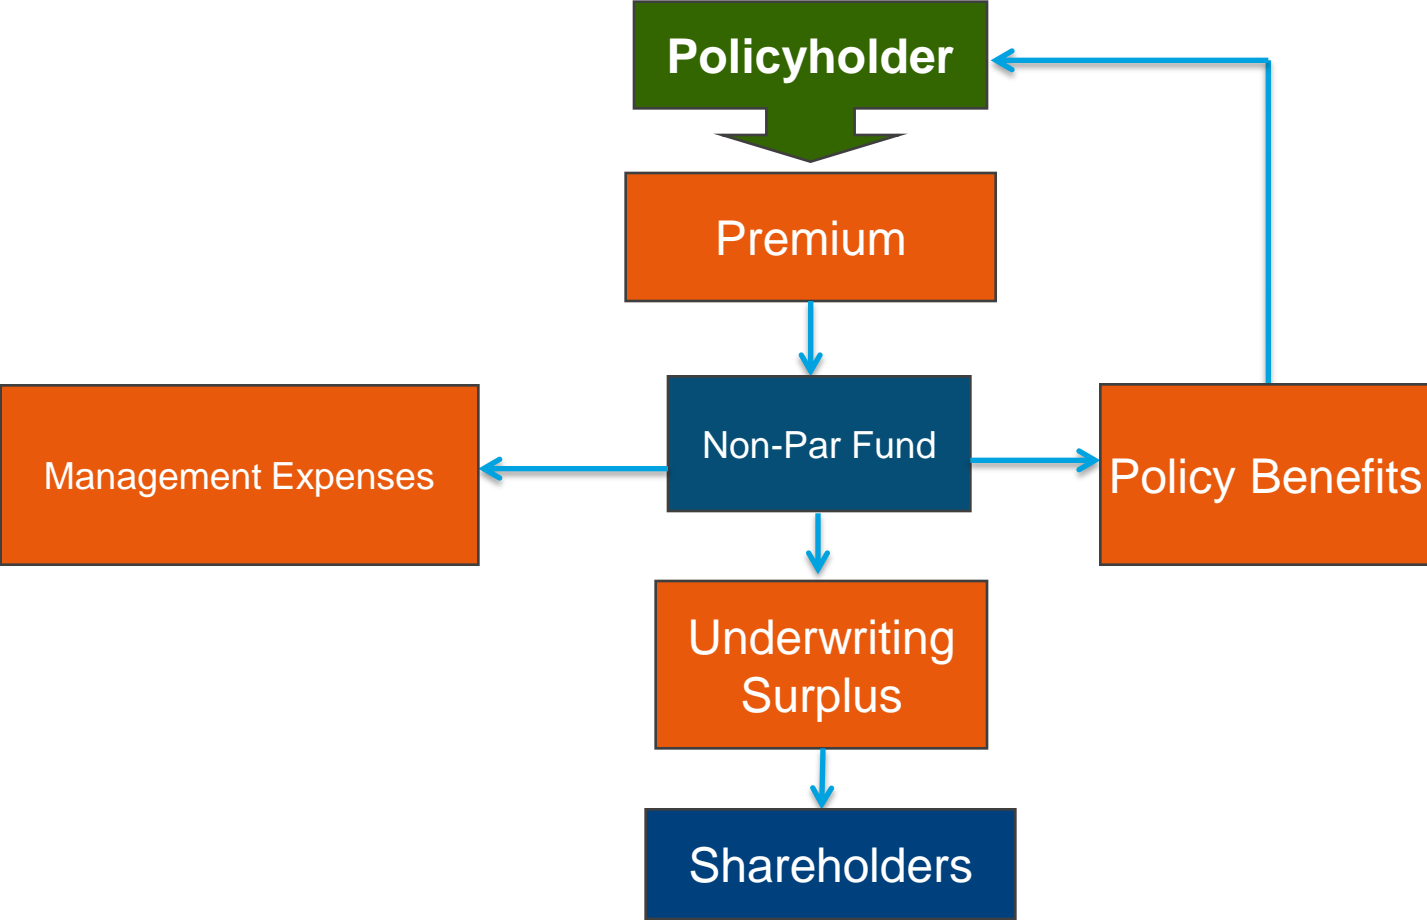 Policyholder
Premium
Non-Par Fund
Management Expenses
Policy Benefits
Underwriting
Surplus
Shareholders